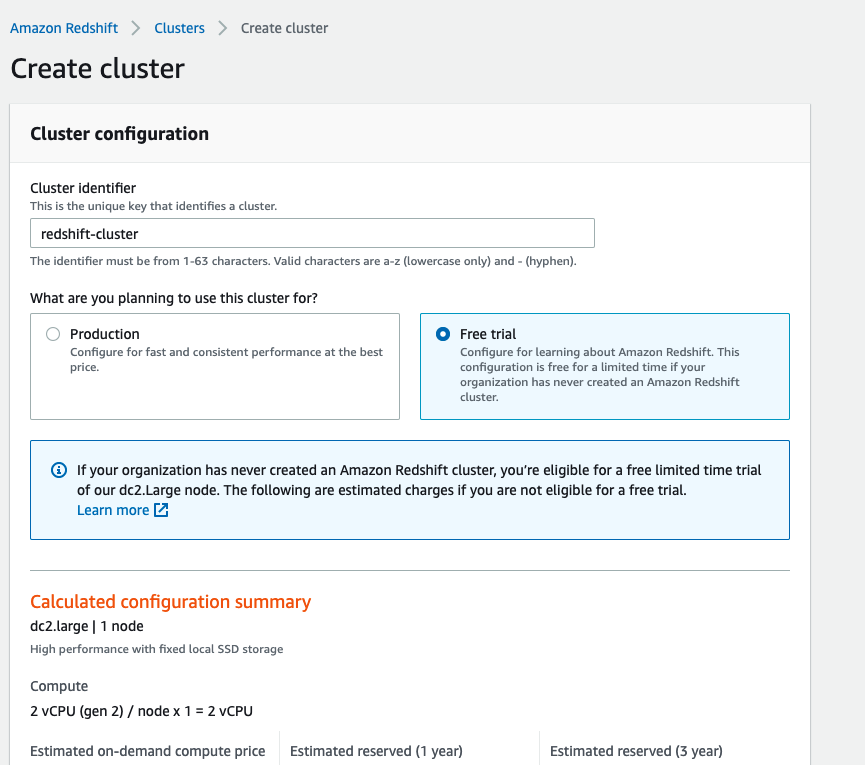 Amazon Redshift > Clusters > Create cluster
Create cluster
Cluster configuration
Cluster identifier
This is the unique key that identifies a cluster.
redshift-cluster
The identifier must be from 1-63 characters. Valid characters are a-z (lowercase only) and - (hyphen).
What are you planning to use this cluster for?
Production
Configure for fast and consistent performance at the best
price.
Free trial
Configure for learning about Amazon Redshift. This
configuration is free for a limited time if your
organization has never created an Amazon Redshift
cluster.
If your organization has never created an Amazon Redshift cluster, you're eligible for a free limited time trial
of our dc2.Large node. The following are estimated charges if you are not eligible for a free trial.
Learn more
Calculated configuration summary
dc2.large | 1 node
High performance with fixed local SSD storage
Compute
2 vCPU (gen 2) / node x 1 = 2 vCPU
Estimated on-demand compute price
Estimated reserved (1 year)
Estimated reserved (3 year)